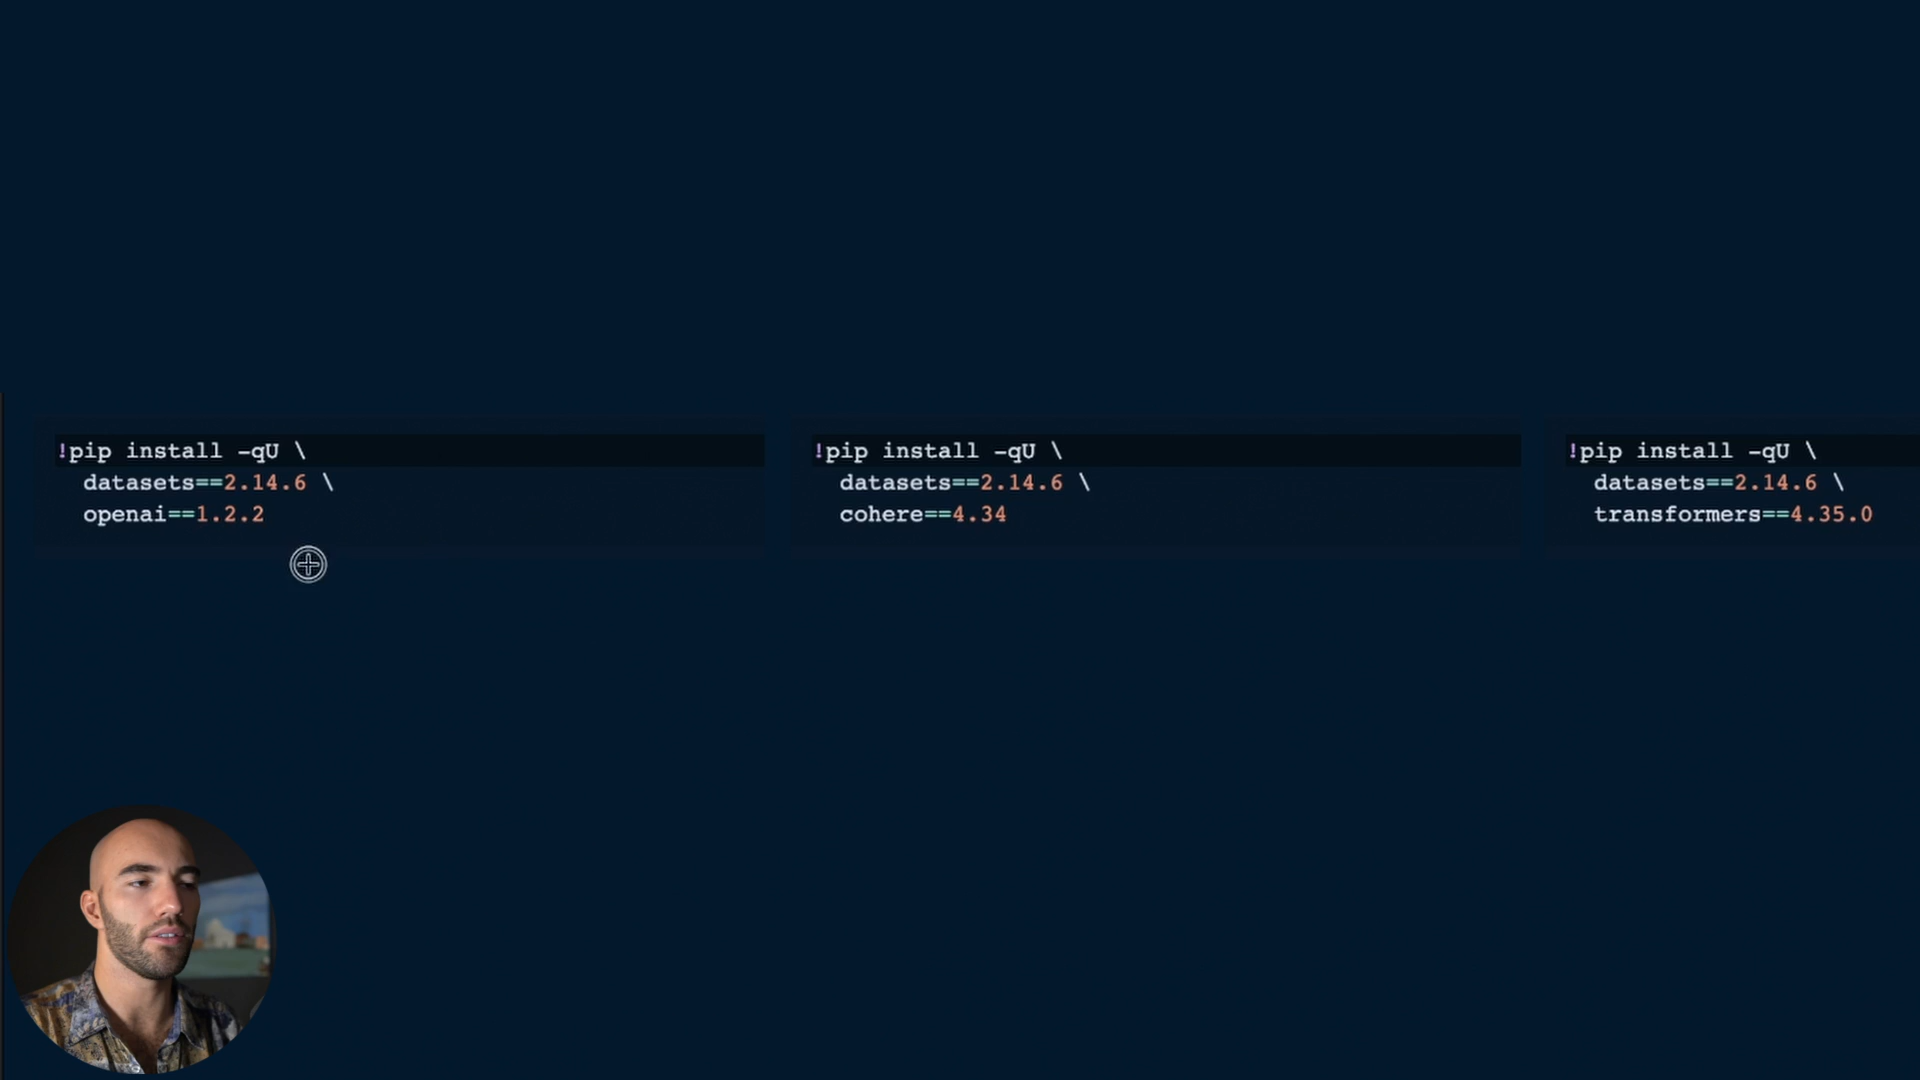 !pip install -qU \
  datasets==2.14.6 \
  openai==1.2.2
!pip install -qU \
  datasets==2.14.6 \
  cohere==4.34
!pip install -qU \
  datasets==2.14.6 \
  transformers==4.35.0